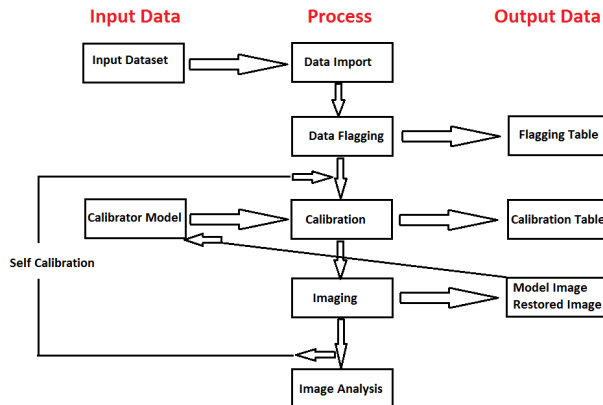 Input Data
Process
Output Data
Input Dataset
Data Import
Data Flagging
Flagging Table
Calibrator Model
Calibration
Calibration Table
Self Calibration
Imaging
Model Image
Restored Image
Image Analysis